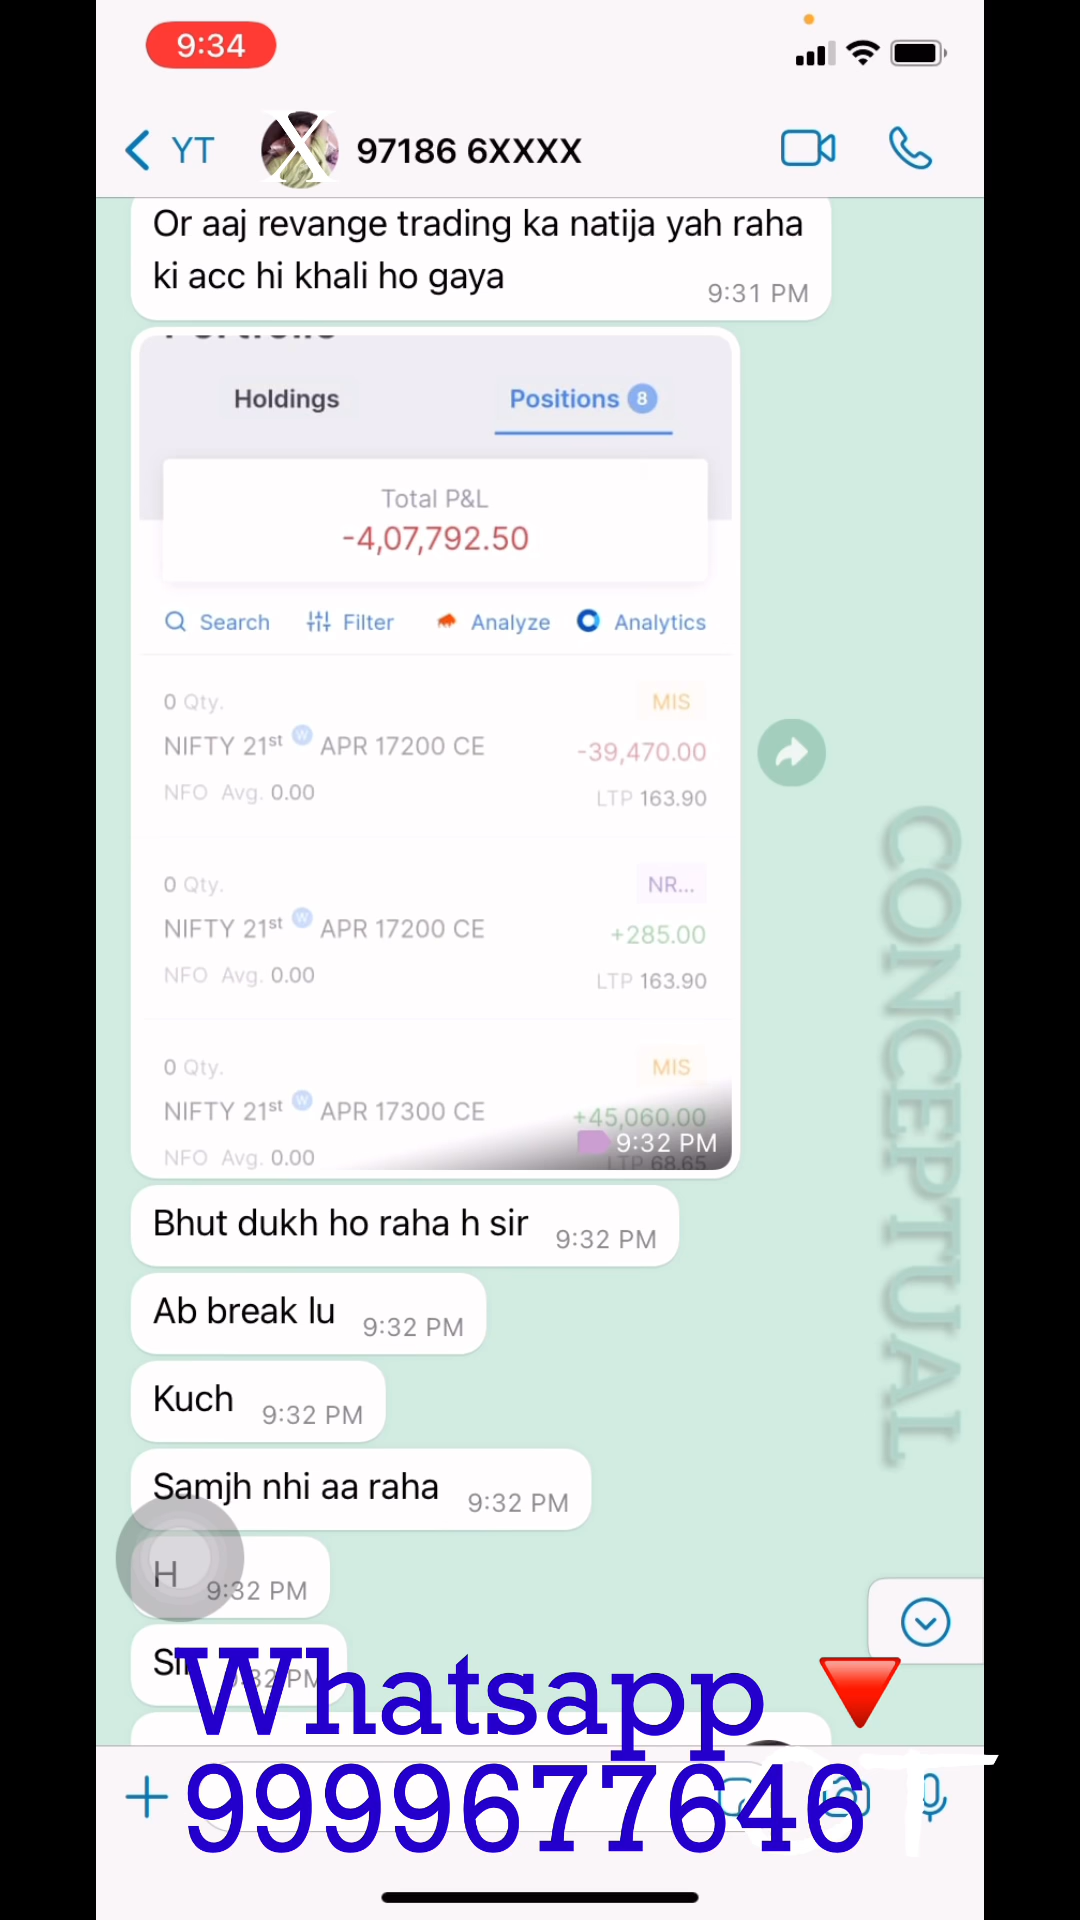 9:34
YT
97186 6XXXX
X
Or aaj revange trading ka natija yah raha
ki acc hi khali ho gaya
9:31 PM
Holdings
Positions 8
Total P&L
-4,07,792.50
Search
Filter
Analyze
Analytics
0 Qty.
MIS
NIFTY 21st W APR 17200 CE
-39,470.00
NFO Avg. 0.00
LTP 163.90
0 Qty.
NR...
NIFTY 21st W APR 17200 CE
+285.00
NFO Avg. 0.00
LTP 163.90
0 Qty.
MIS
NIFTY 21st W APR 17300 CE
+45,060.00
9:32 PM
NFO Avg. 0.00
LTP 68.65
Bhut dukh ho raha h sir
9:32 PM
Ab break lu
9:32 PM
Kuch
9:32 PM
Samjh nhi aa raha
9:32 PM
H
9:32 PM
CONCEPTUAL
Whatsapp
9999677646